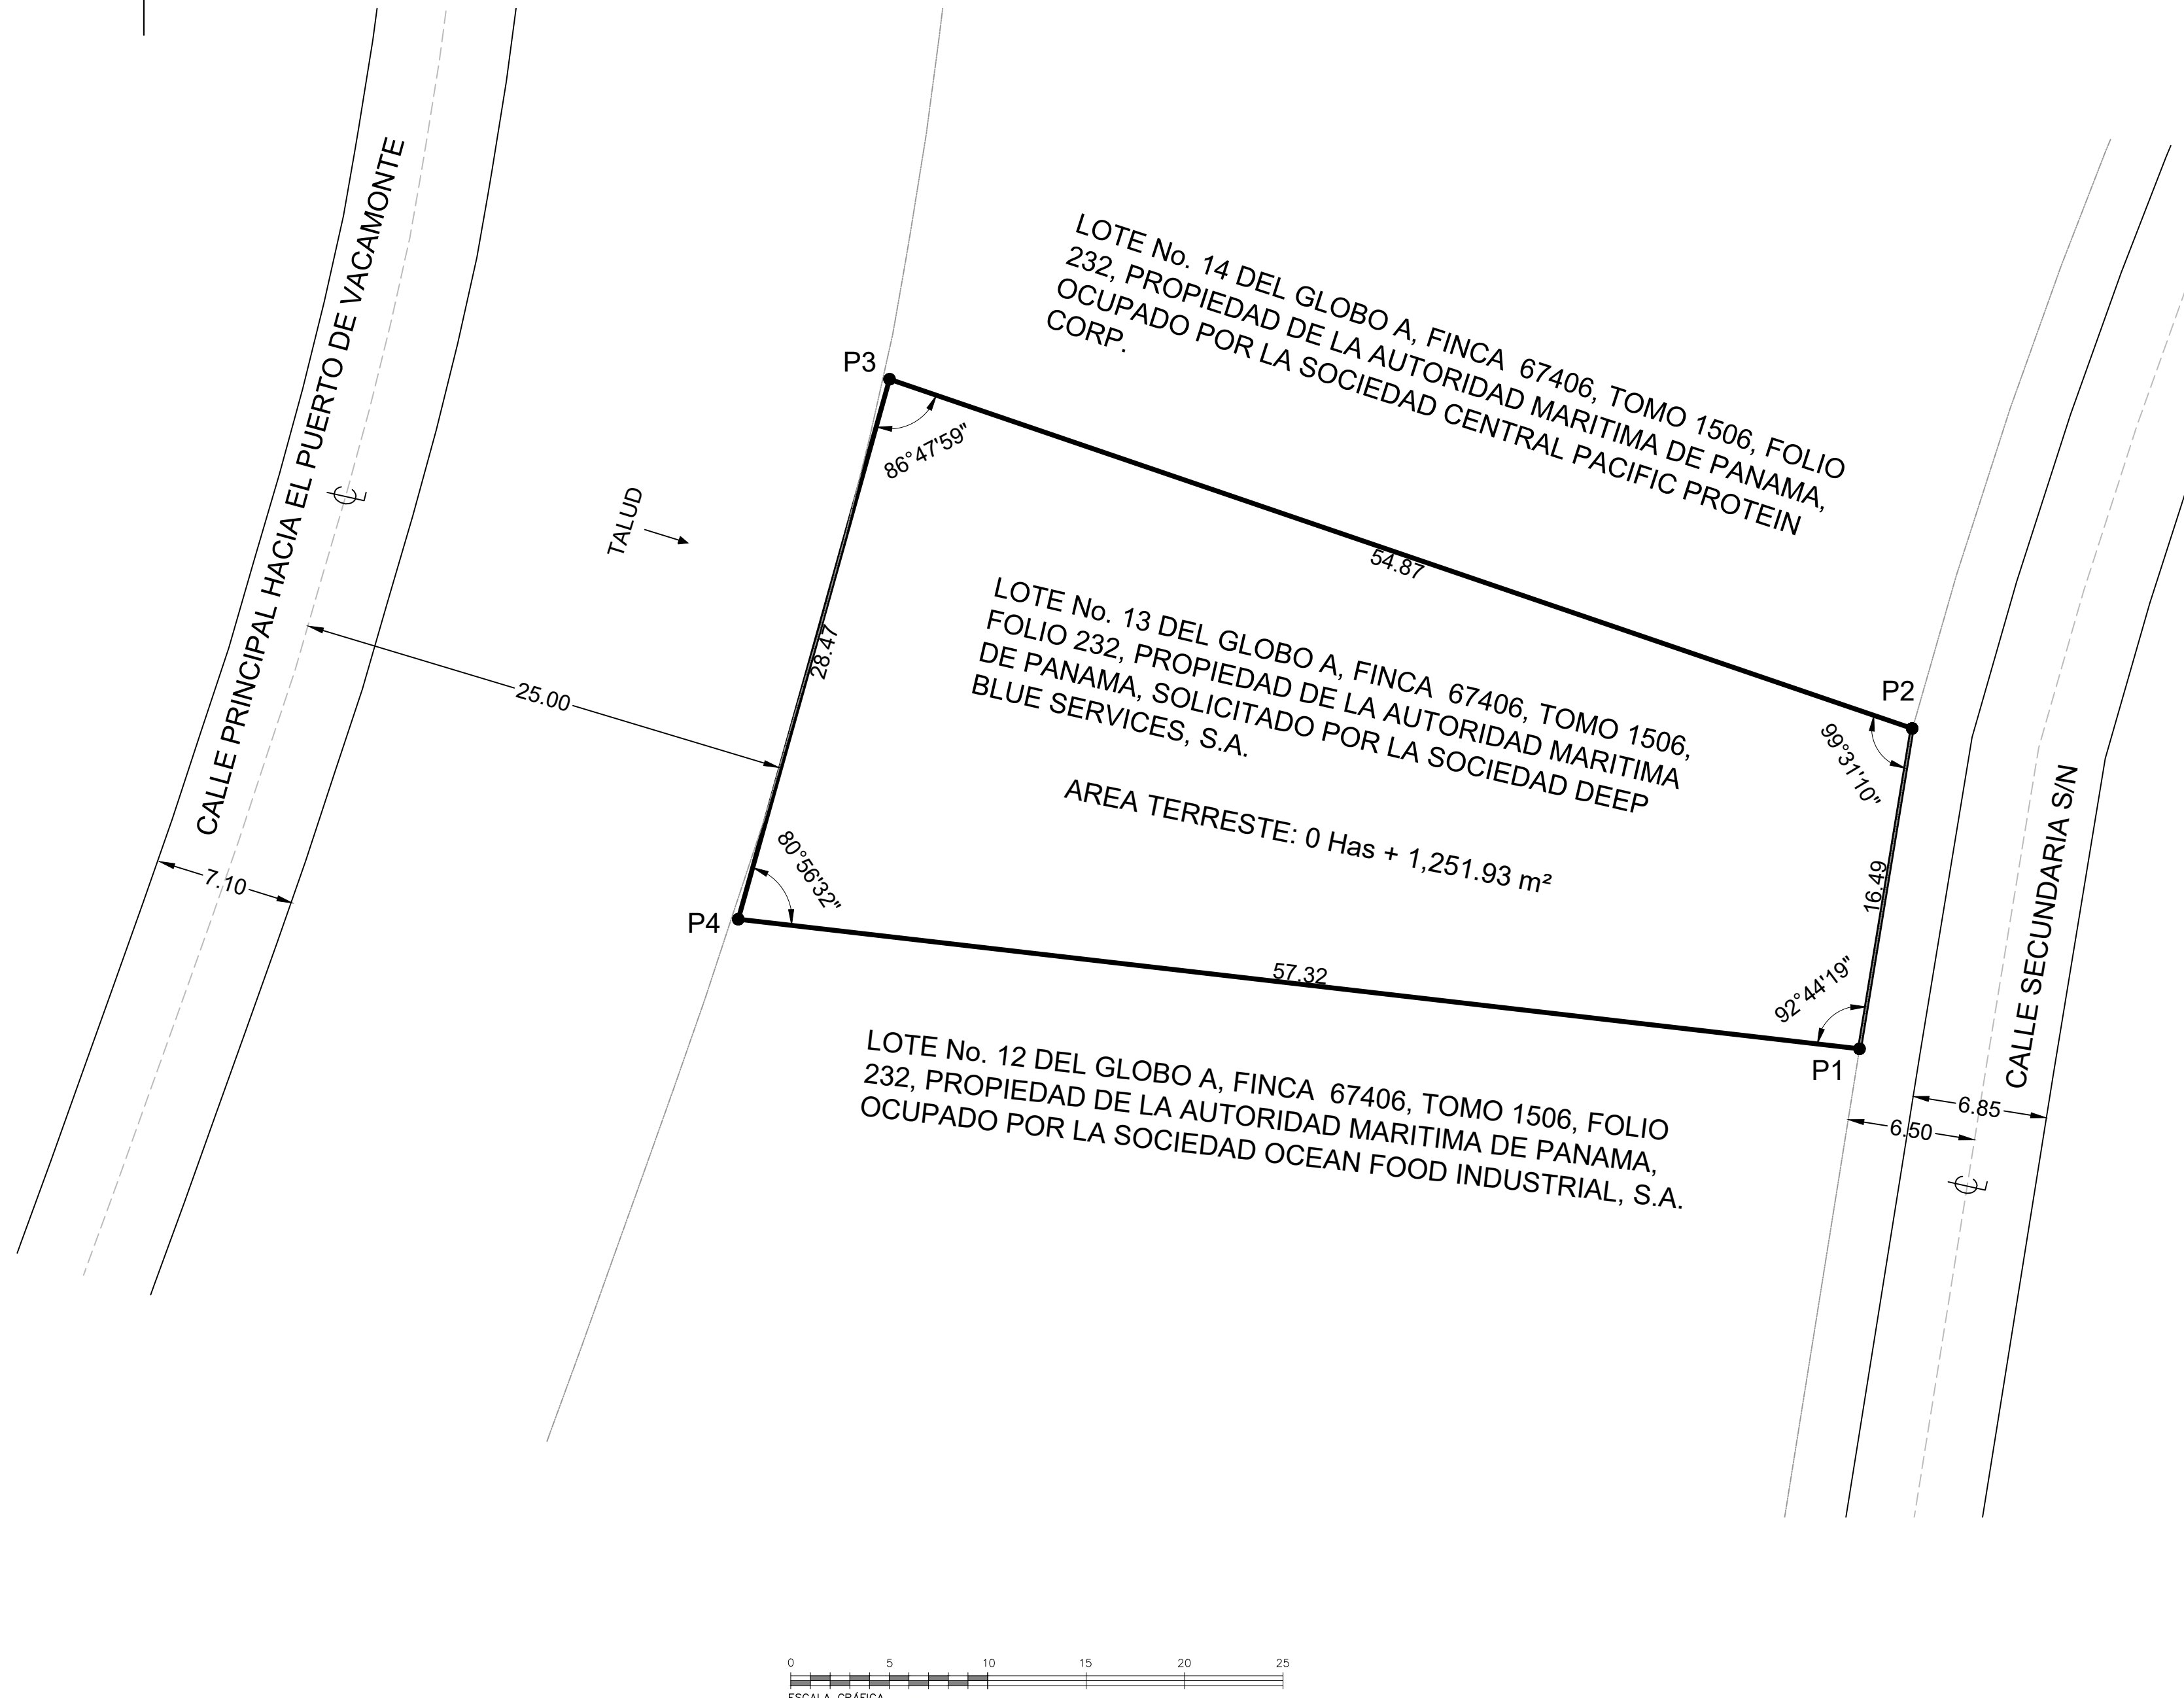 CALLE PRINCIPAL HACIA EL PUERTO DE VACAMONTE
LOTE No. 14 DEL GLOBO A, FINCA 67406, TOMO 1506, FOLIO
232, PROPIEDAD DE LA AUTORIDAD MARITIMA DE PANAMA,
OCUPADO POR LA SOCIEDAD CENTRAL PACIFIC PROTEIN
CORP.
P3
86°47'59"
TALUD
54.87
28.47
25.00
LOTE No. 13 DEL GLOBO A, FINCA 67406, TOMO 1506,
FOLIO 232, PROPIEDAD DE LA AUTORIDAD MARITIMA
DE PANAMA, SOLICITADO POR LA SOCIEDAD DEEP
BLUE SERVICES, S.A.
P2
99°31'10"
AREA TERRESTE: 0 Has + 1,251.93 m²
80°56'32"
7.10
P4
16.49
57.32
92°44'19"
P1
CALLE SECUNDARIA S/N
LOTE No. 12 DEL GLOBO A, FINCA 67406, TOMO 1506, FOLIO
232, PROPIEDAD DE LA AUTORIDAD MARITIMA DE PANAMA,
OCUPADO POR LA SOCIEDAD OCEAN FOOD INDUSTRIAL, S.A.
6.85
6.50
0 5 10 15 20 25
ESCALA GRÁFICA